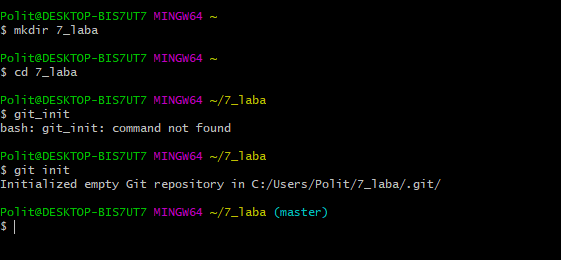 Polit@DESKTOP-BIS7UT7 MINGW64 ~
$ mkdir 7_laba
Polit@DESKTOP-BIS7UT7 MINGW64 ~
$ cd 7_laba
Polit@DESKTOP-BIS7UT7 MINGW64 ~/7_laba
$ git_init
bash: git_init: command not found
Polit@DESKTOP-BIS7UT7 MINGW64 ~/7_laba
$ git init
Initialized empty Git repository in C:/Users/Polit/7_laba/.git/
Polit@DESKTOP-BIS7UT7 MINGW64 ~/7_laba (master)
$